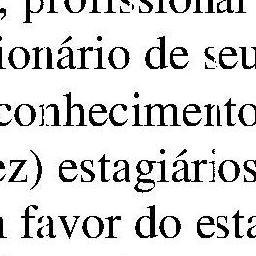 , profissional
ionário de seu
conhecimento
ez) estagiários
favor do esta